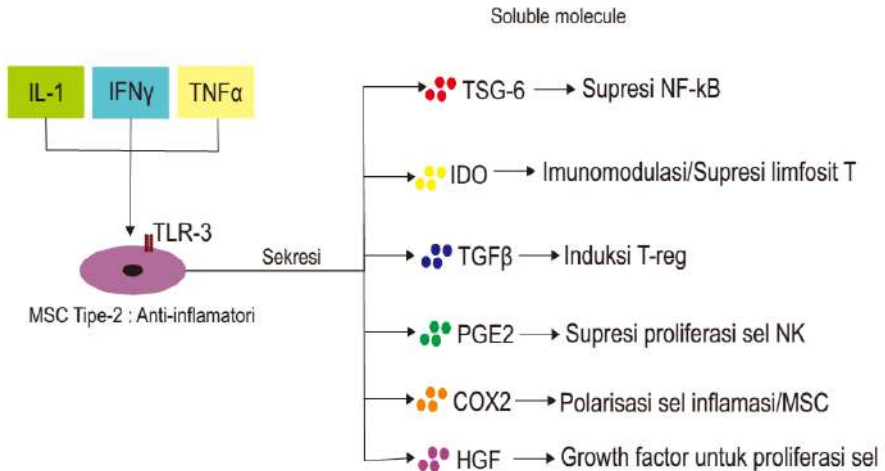 Soluble molecule
IL-1
IFNγ
TNFα
TLR-3
MSC Tipe-2 : Anti-inflamatori
Sekresi
TSG-6 Supresi NF-kB
IDO Imunomodulasi/Supresi limfosit T
TGFβ Induksi T-reg
PGE2 Supresi proliferasi sel NK
COX2 Polarisasi sel inflamasi/MSC
HGF Growth factor untuk proliferasi sel